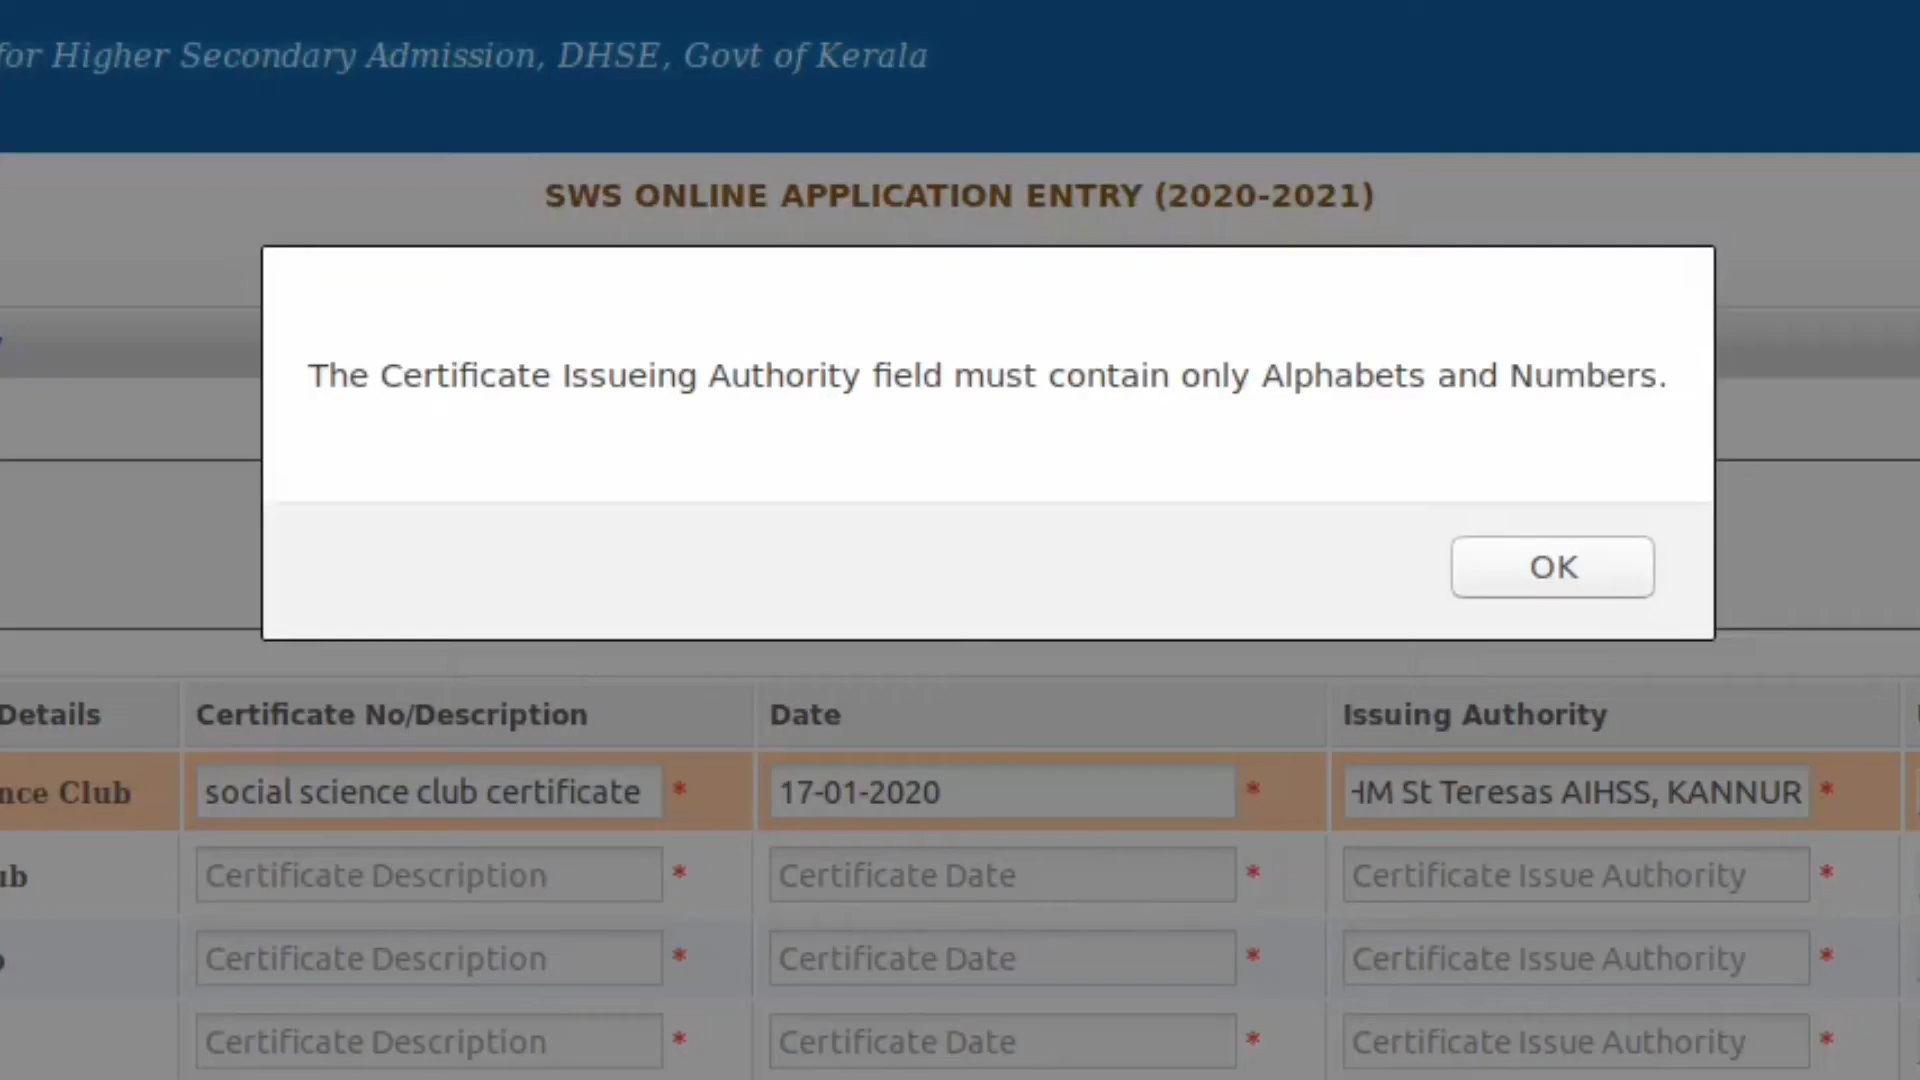 for Higher Secondary Admission, DHSE, Govt of Kerala
SWS ONLINE APPLICATION ENTRY (2020-2021)
The Certificate Issueing Authority field must contain only Alphabets and Numbers.
OK
Details Certificate No/Description Date Issuing Authority
nce Club social science club certificate * 17-01-2020 * HM St Teresas AIHSS, KANNUR *
ub Certificate Description * Certificate Date * Certificate Issue Authority *
Certificate Description * Certificate Date * Certificate Issue Authority *
Certificate Description * Certificate Date * Certificate Issue Authority *